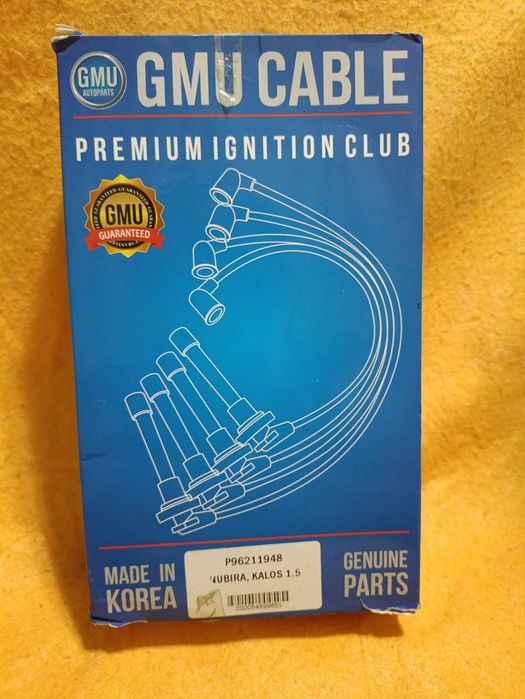 GMU
AUTOPARTS
GMU CABLE
PREMIUM IGNITION CLUB
GMU
GUARANTEED
P96211948
NUBIRA, KALOS 1.5
MADE IN
KOREA
GENUINE
PARTS